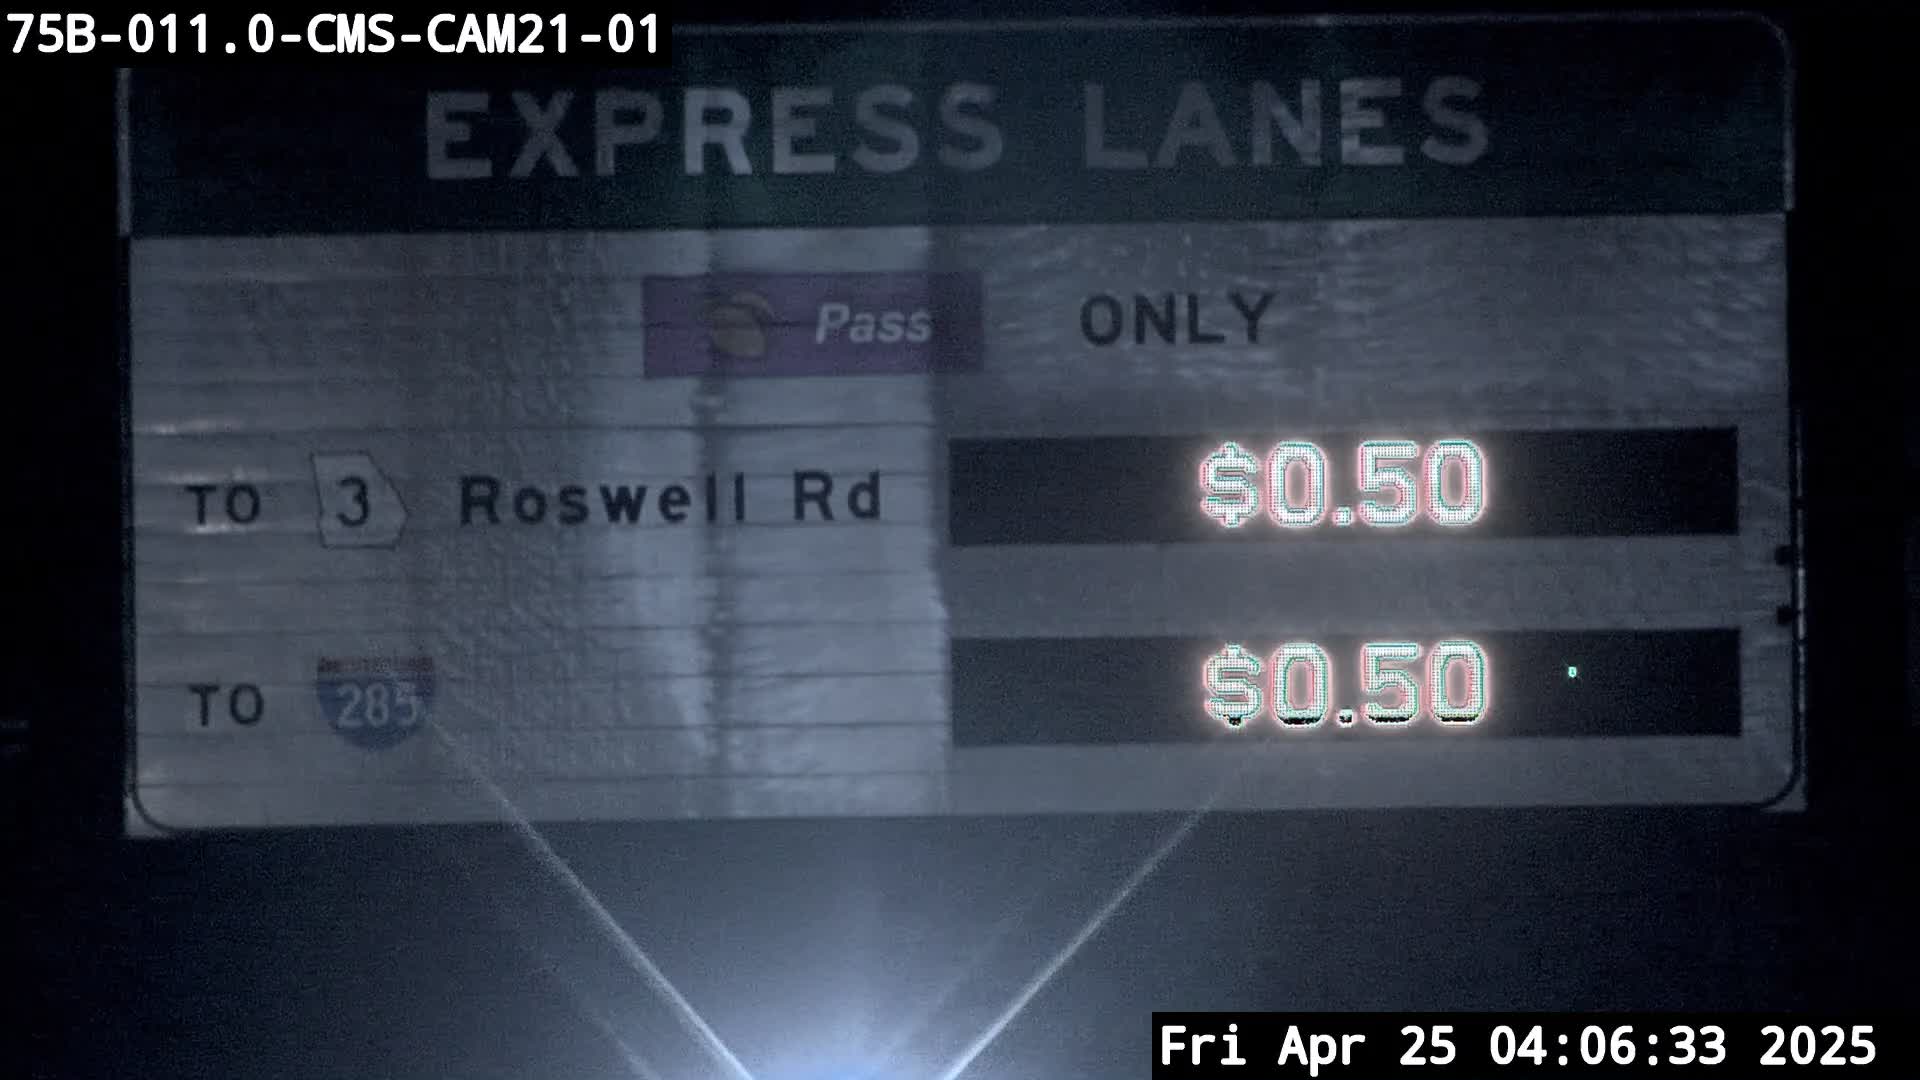 75B-011.0-CMS-CAM21-01
EXPRESS LANES
Pass ONLY
TO 3 Roswell Rd $0.50
TO 285 $0.50
Fri Apr 25 04:06:33 2025